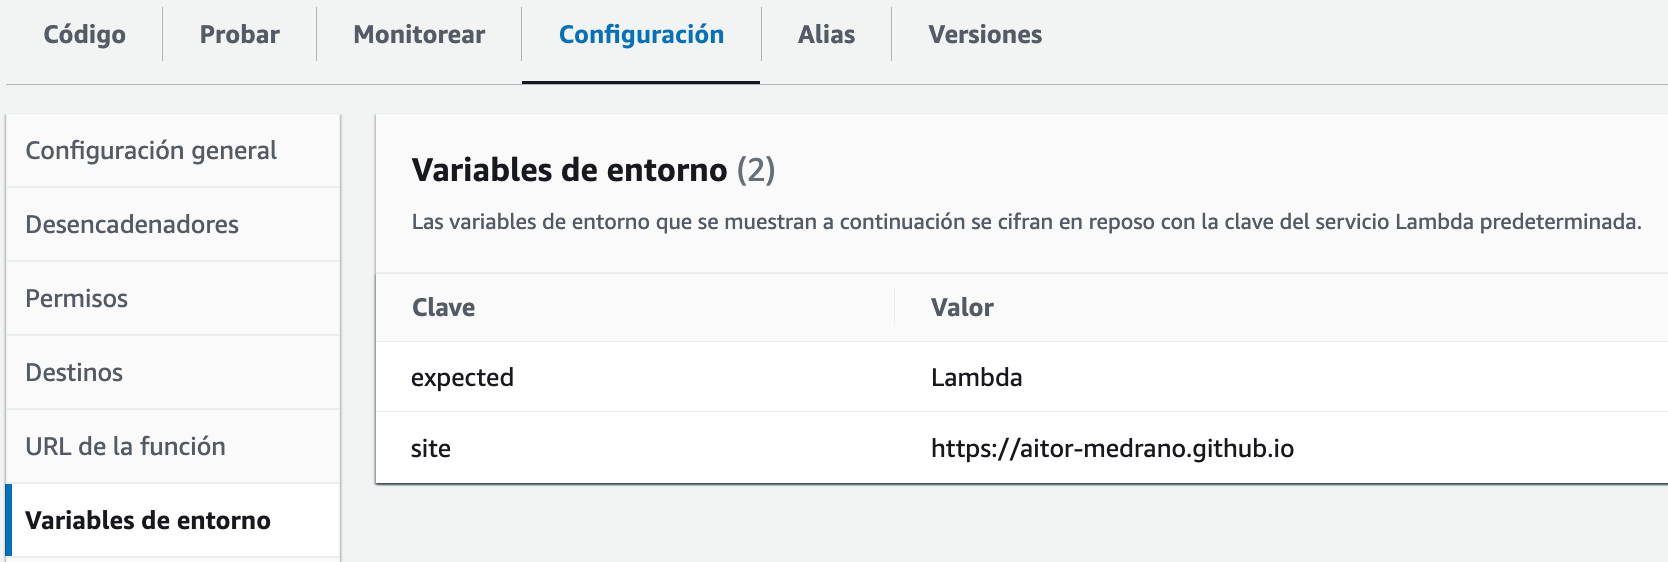 Código Probar Monitorear Configuración Alias Versiones
Configuración general
Desencadenadores
Permisos
Destinos
URL de la función
Variables de entorno
Variables de entorno (2)
Las variables de entorno que se muestran a continuación se cifran en reposo con la clave del servicio Lambda predeterminada.
Clave Valor
expected Lambda
site https://aitor-medrano.github.io